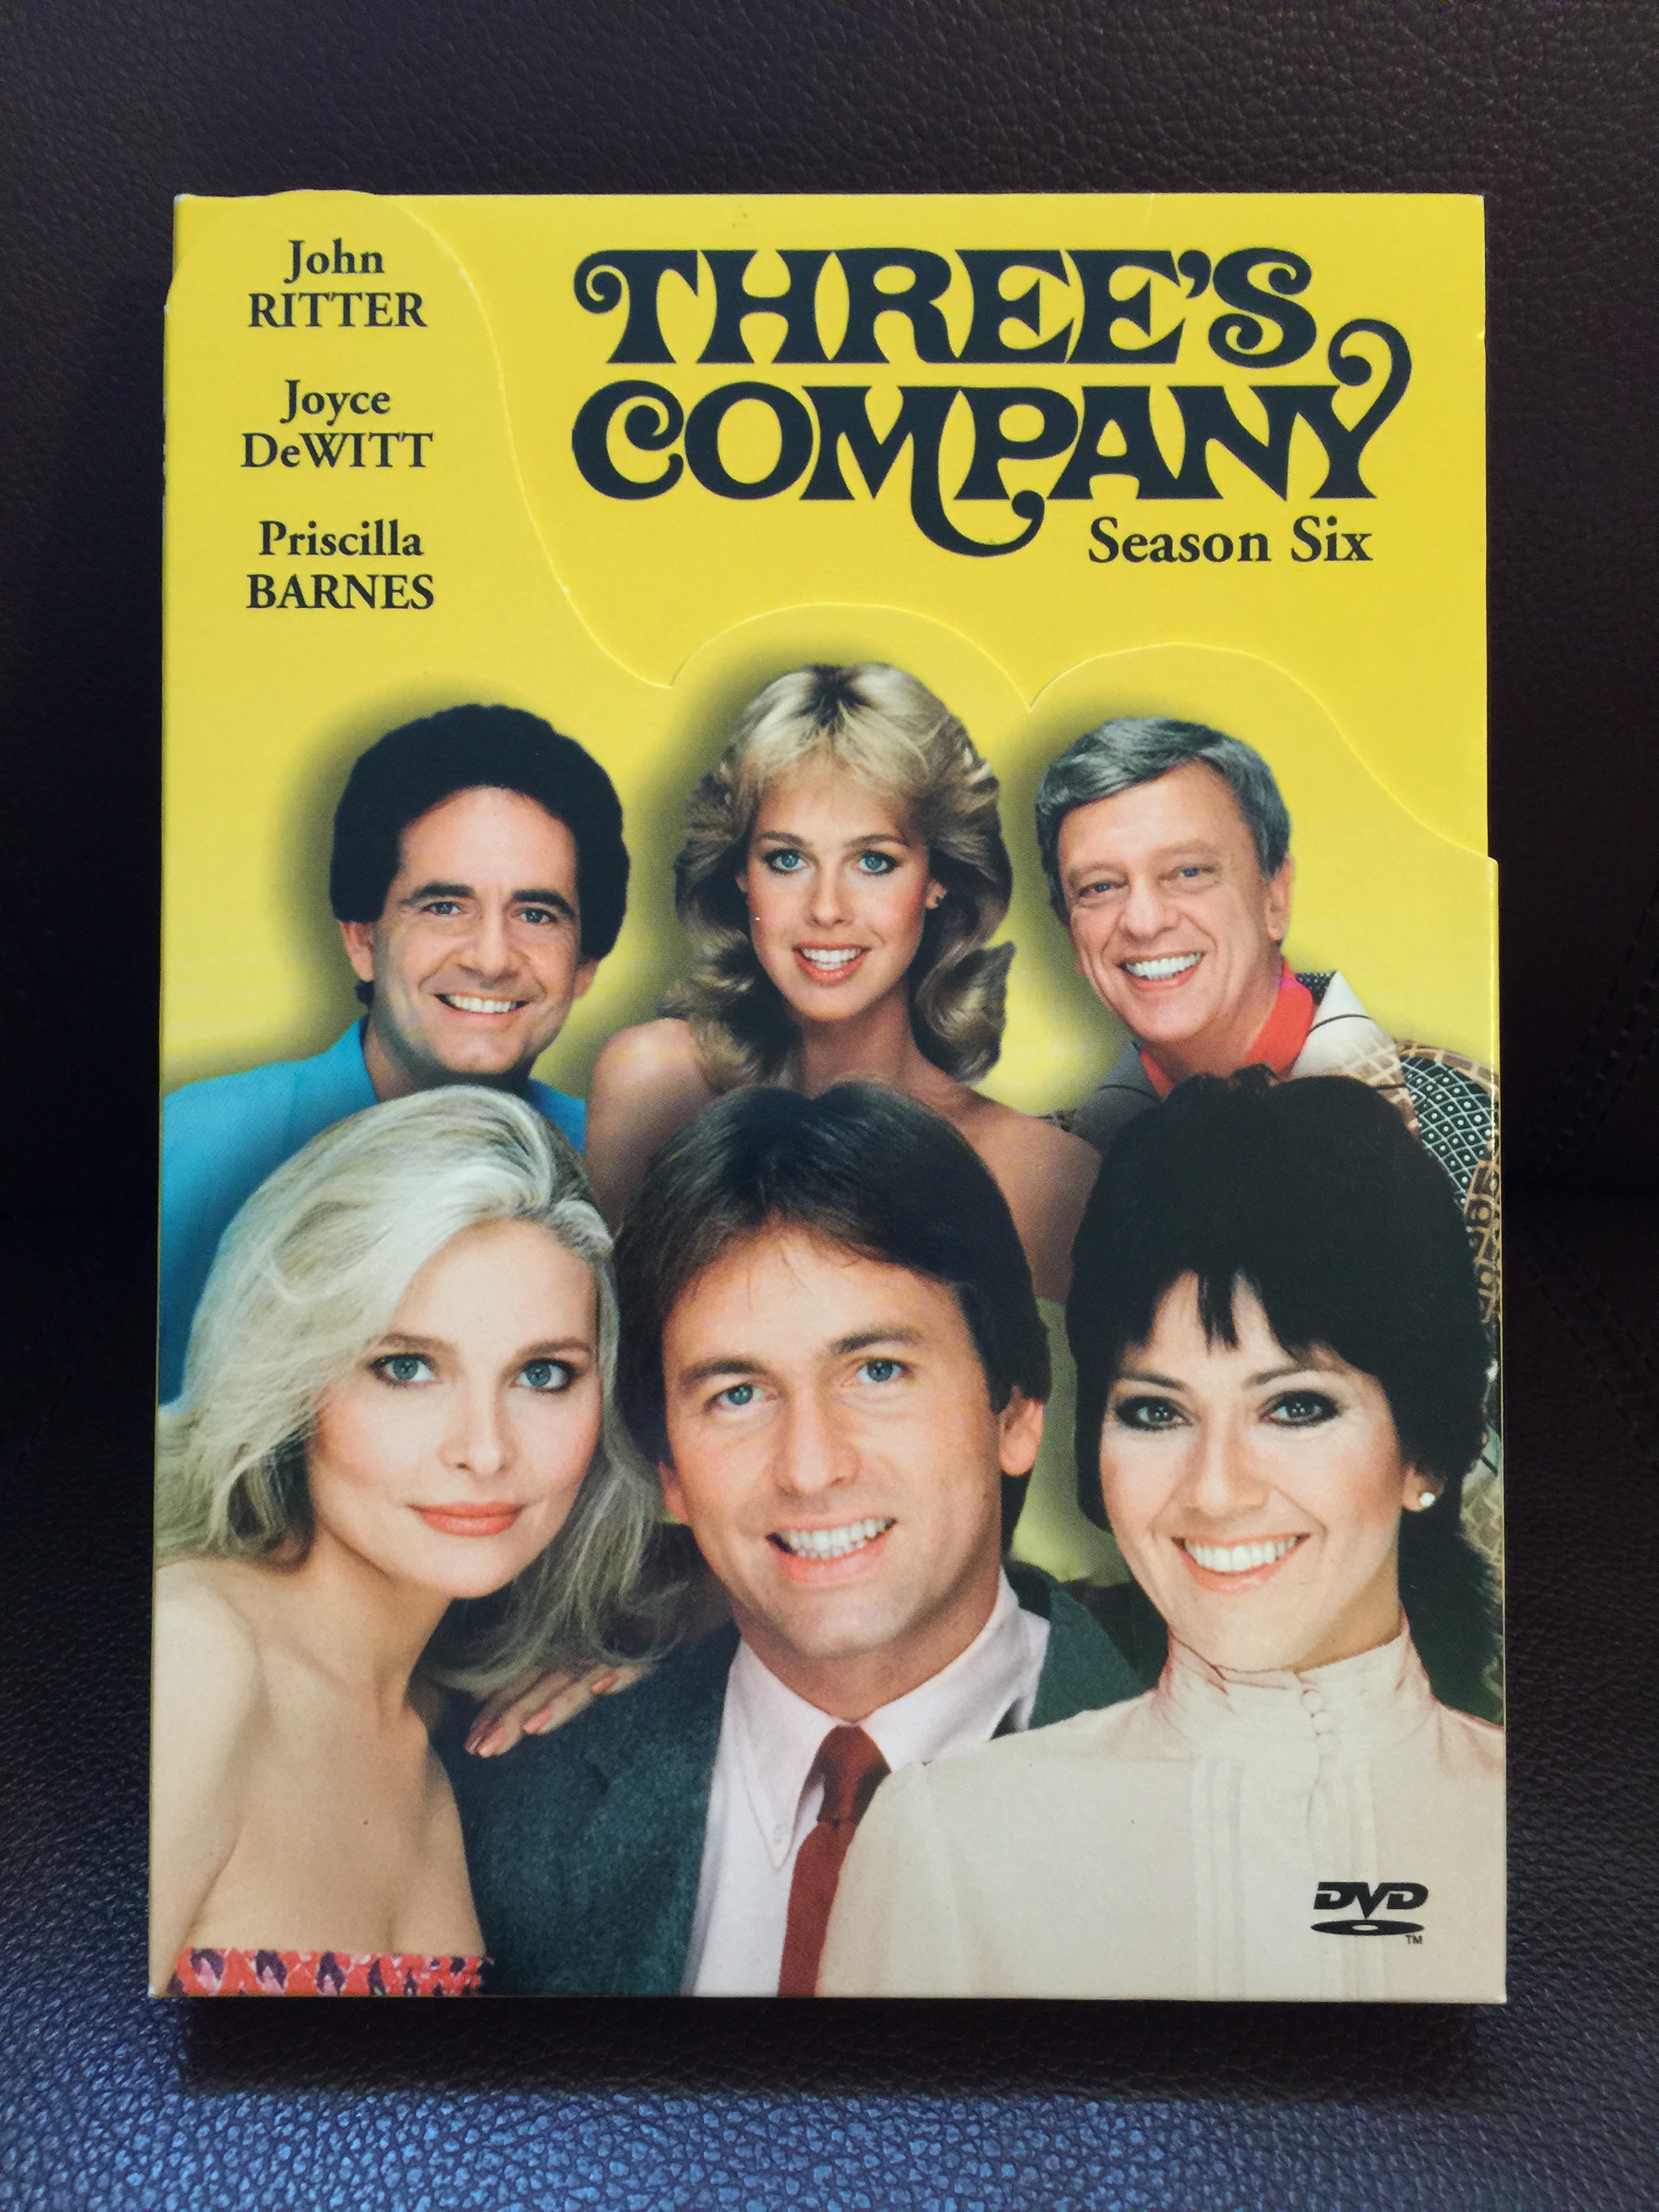 John
RITTER
Joyce
DeWITT
Priscilla
BARNES
THREE'S
COMPANY
Season Six
DVD
TM